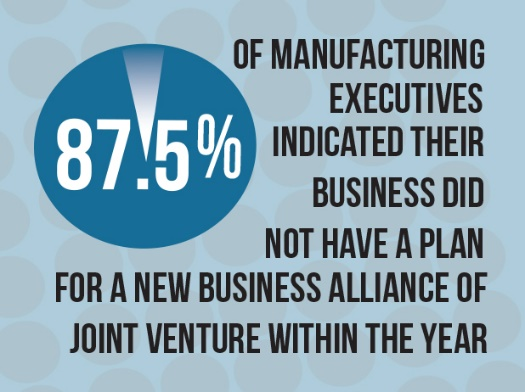 87.5%
OF MANUFACTURING
EXECUTIVES
INDICATED THEIR
BUSINESS DID
NOT HAVE A PLAN
FOR A NEW BUSINESS ALLIANCE OF
JOINT VENTURE WITHIN THE YEAR